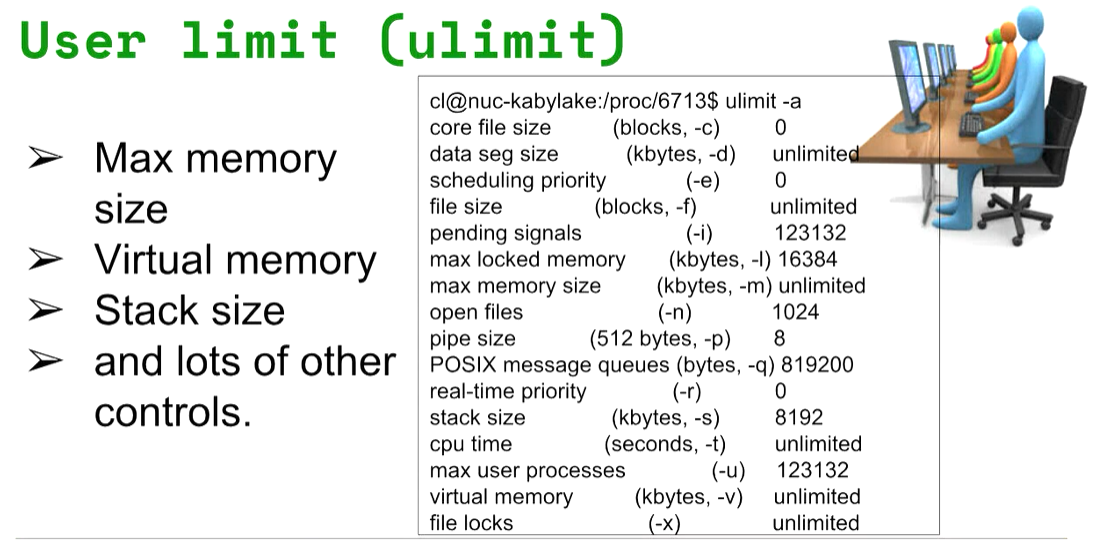 User limit (ulimit)
➢ Max memory
size
➢ Virtual memory
➢ Stack size
➢ and lots of other
controls.
cl@nuc-kabylake:/proc/6713$ ulimit -a
core file size (blocks, -c) 0
data seg size (kbytes, -d) unlimited
scheduling priority (-e) 0
file size (blocks, -f) unlimited
pending signals (-i) 123132
max locked memory (kbytes, -l) 16384
max memory size (kbytes, -m) unlimited
open files (-n) 1024
pipe size (512 bytes, -p) 8
POSIX message queues (bytes, -q) 819200
real-time priority (-r) 0
stack size (kbytes, -s) 8192
cpu time (seconds, -t) unlimited
max user processes (-u) 123132
virtual memory (kbytes, -v) unlimited
file locks (-x) unlimited